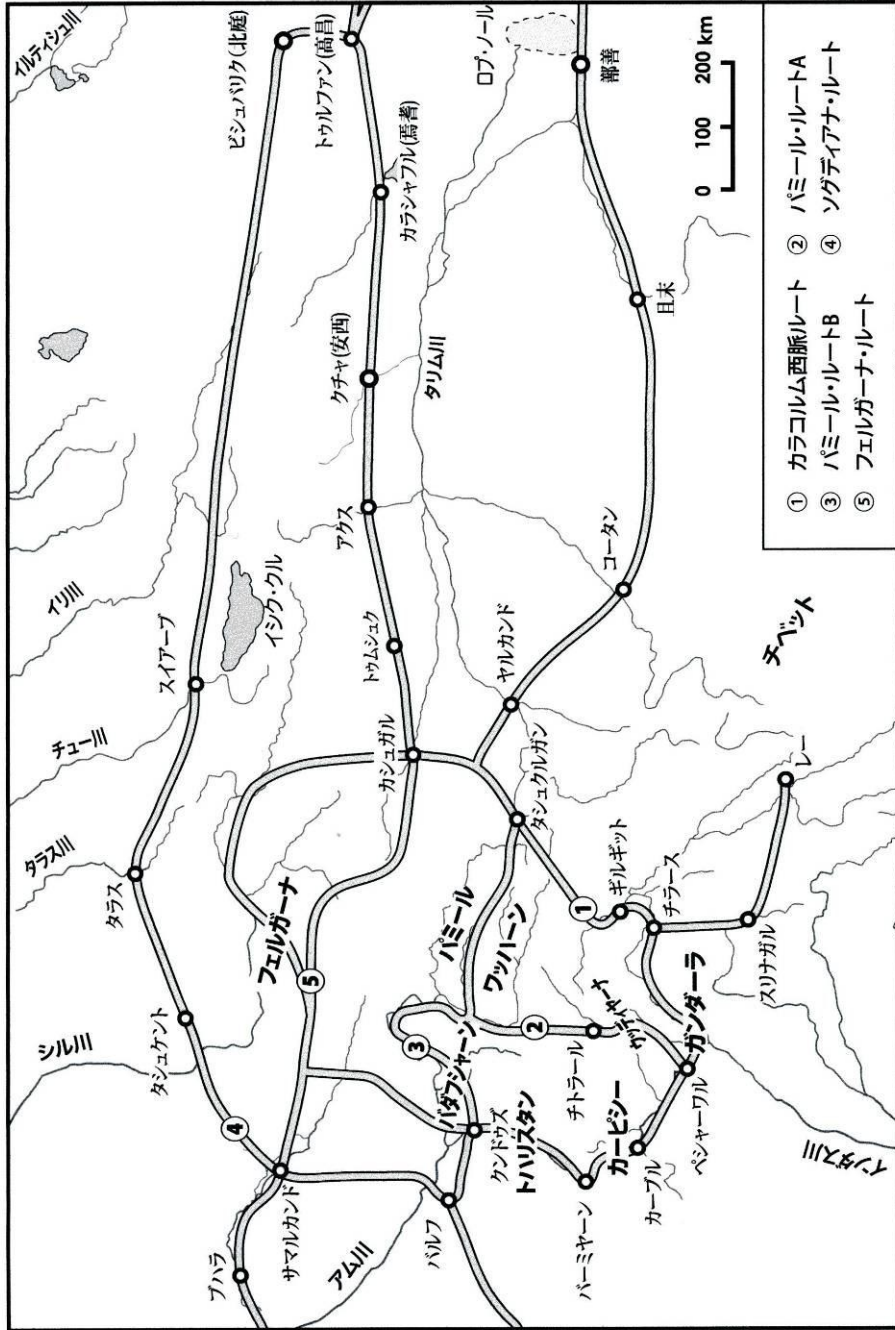 イルティシュ川
ビシュバリク(北庭)
トゥルファン(高昌)
カラシャフル(焉耆)
ロプ・ノール
鄯善
イリ川
クチャ(安西)
タリム川
且末
アクス
スイアーブ
イシク・クル
トゥムシュク
コータン
チベット
チュー川
カシュガル
ヤルカンド
レー
タラス川
タラス
タシュクルガン
フェルガーナ
パミール
ワッハーン
ギルギット
チラース
スリナガル
シル川
タシュケント
バダフシャーン
チトラール
ウッディヤーナ
ガンダーラ
サマルカンド
クンドゥズ
トハリスタン
カーピシー
ペシャーワル
インダス川
ブハラ
アム川
バルフ
バーミヤーン
カーブル
①
②
③
④
⑤
0 100 200 km
① カラコルム西脈ルート ② パミール・ルートA
③ パミール・ルートB ④ ソグディアナ・ルート
⑤ フェルガーナ・ルート